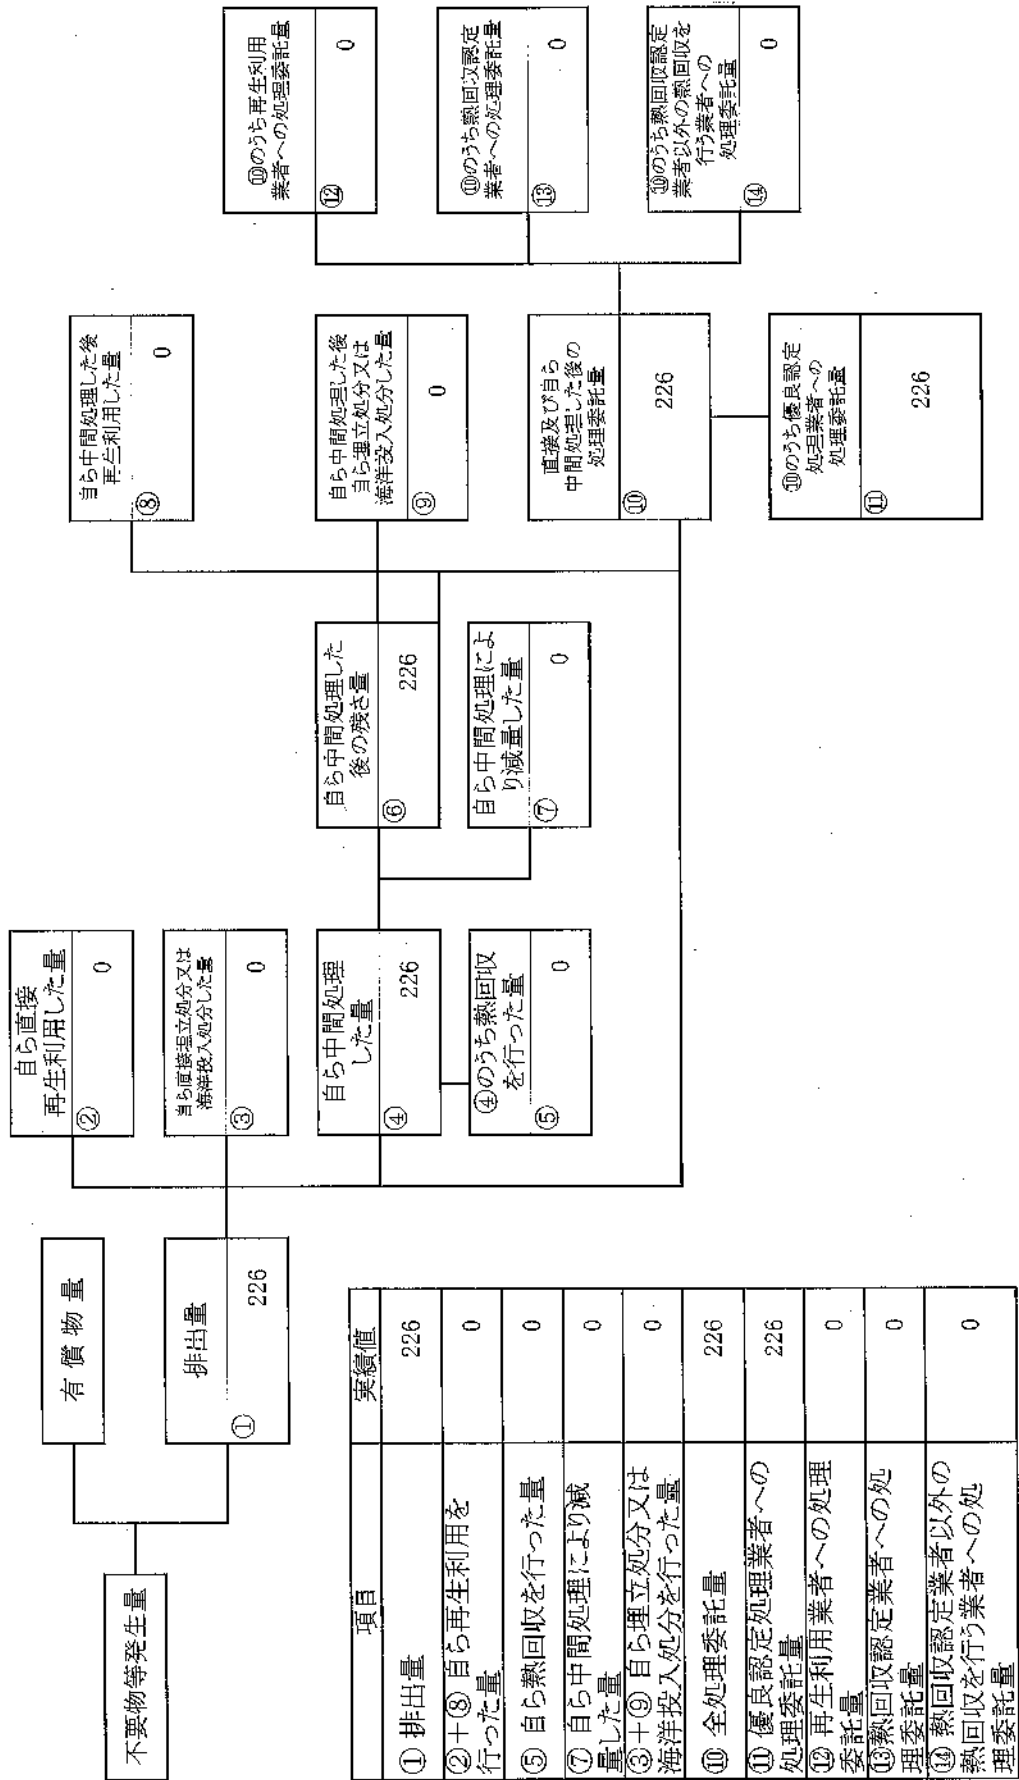 不要物等発生量
有償物量
排出量
①
226
自ら直接
再生利用した量
②
0
自ら直接埋立処分又は
海洋投入処分した量
③
0
自ら中間処理
した量
④
226
④のうち熱回収
を行った量
⑤
0
自ら中間処理した
後の残さ量
⑥
226
自ら中間処理によ
り減量した量
⑦
0
自ら中間処理した後
再生利用した量
⑧
0
自ら中間処理した後
自ら埋立処分又は
海洋投入処分した量
⑨
0
直接及び自ら
中間処理した後の
処理委託量
⑩
226
⑩のうち優良認定
処理業者への
処理委託量
⑪
226
⑩のうち再生利用
業者への処理委託量
⑫
0
⑩のうち熱回収認定
業者への処理委託量
⑬
0
⑩のうち熱回収認定
業者以外の熱回収を
行う業者への
処理委託量
⑭
0
項目 実績値
①排出量 226
②+⑧ 自ら再生利用を
行った量 0
⑤ 自ら熱回収を行った量 0
⑦ 自ら中間処理により減
量した量 0
③+⑨ 自ら埋立処分又は
海洋投入処分を行った量 0
⑩ 全処理委託量 226
⑪ 優良認定処理業者への
処理委託量 226
⑫ 再生利用業者への処理
委託量 0
⑬熱回収認定業者への処
理委託量 0
⑭ 熱回収認定業者以外の
熱回収を行う業者への処
理委託量 0